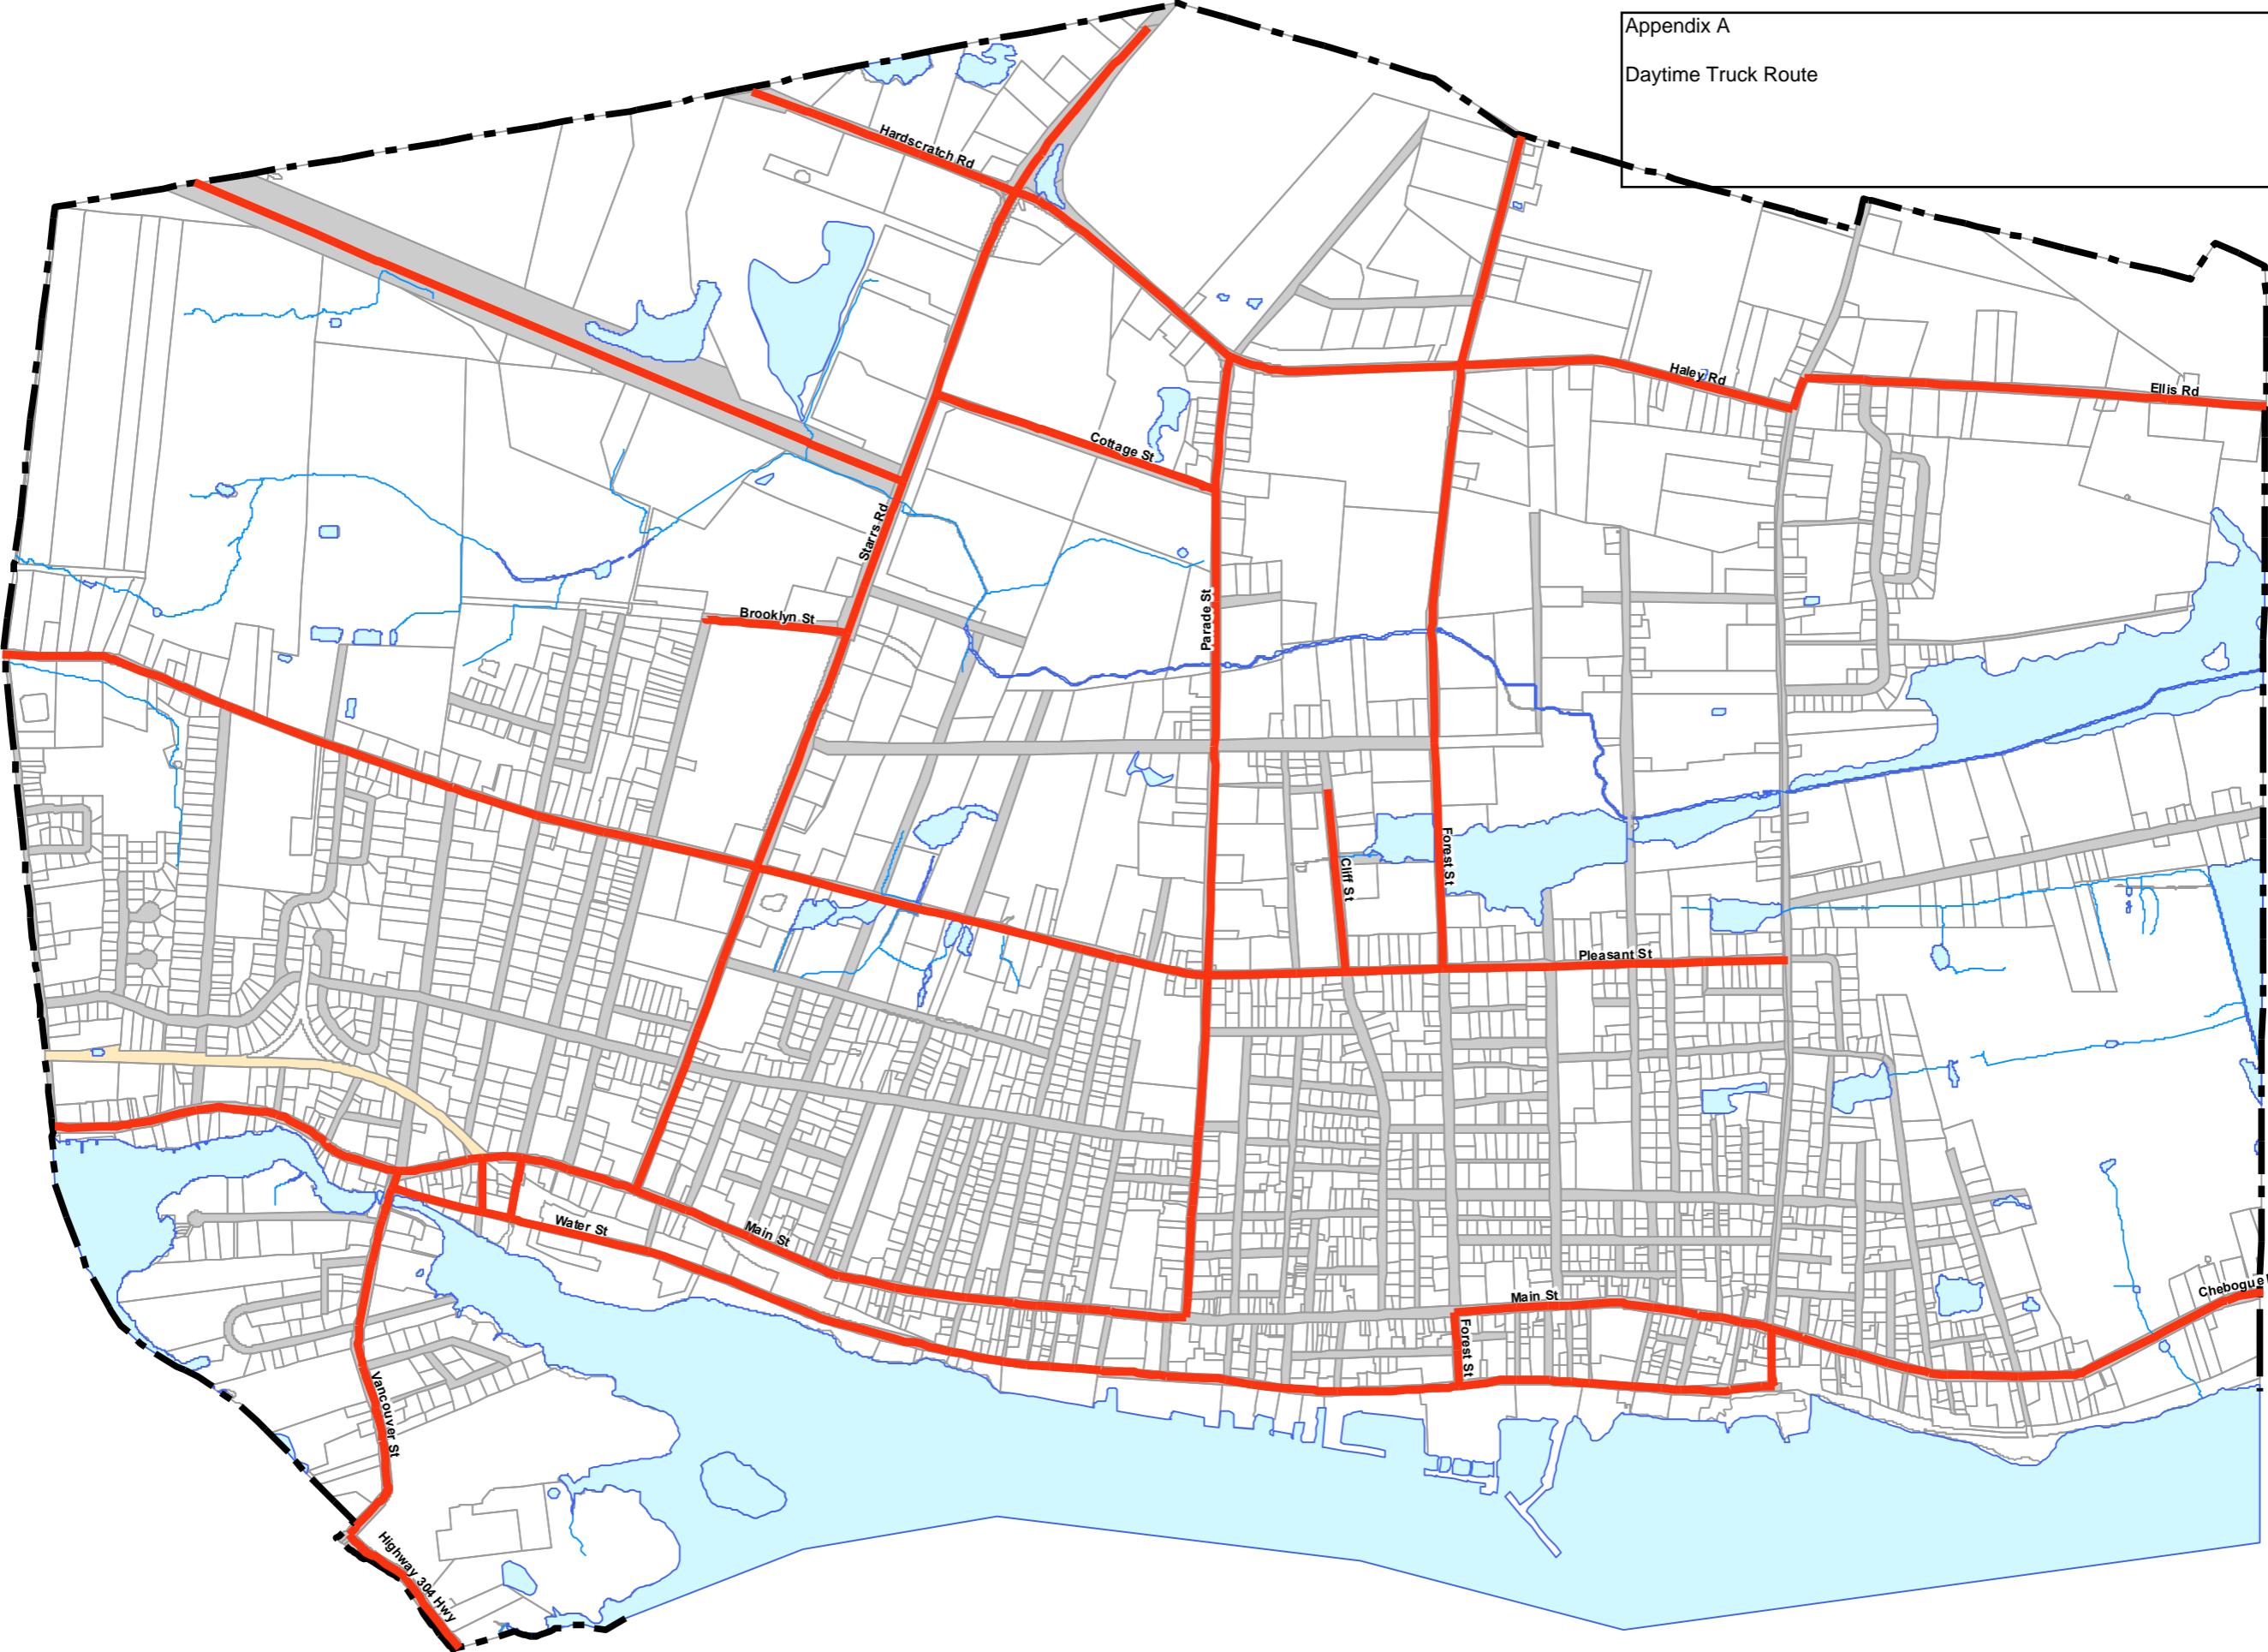 Appendix A
Daytime Truck Route
Hardscratch Rd
Haley Rd
Ellis Rd
Cottage St
Starrs Rd
Brooklyn St
Parade St
Forest St
Cliff St
Pleasant St
Water St
Main St
Main St
Forest St
Chebogue
Vancouver St
Highway 304 Hwy